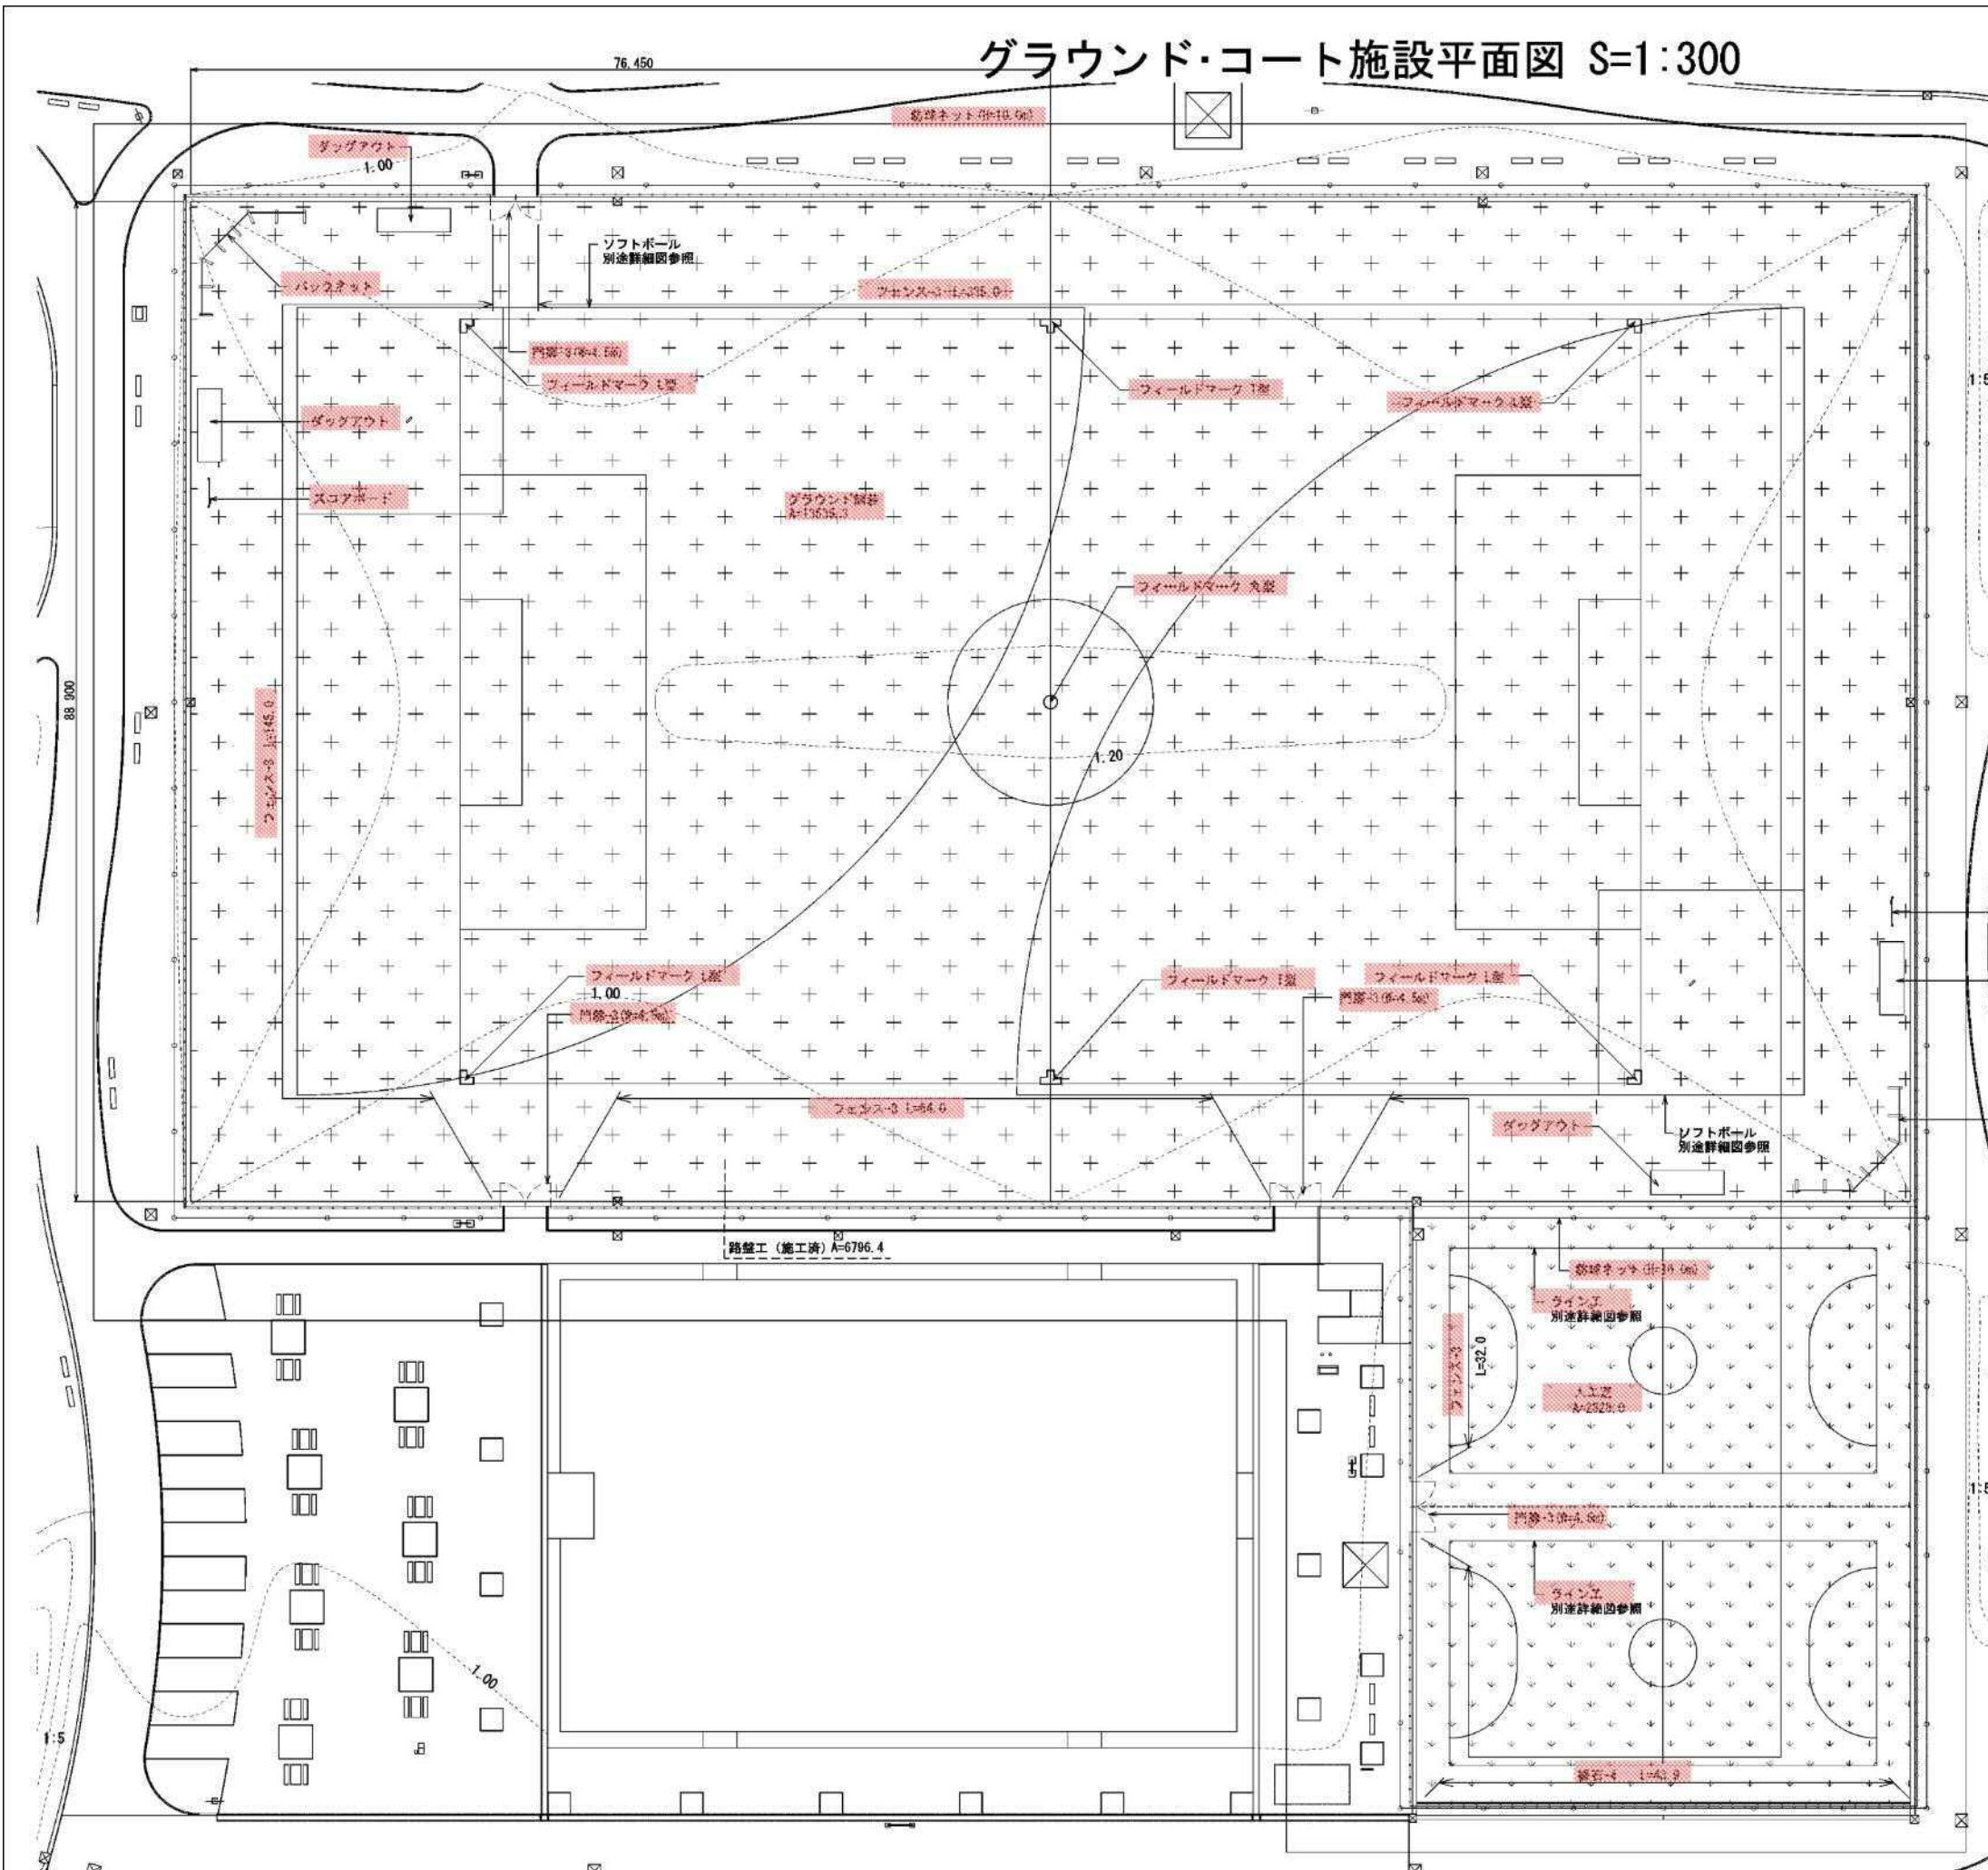 グラウンド･コート施設平面図 S=1:300
76.450
防球ネット(H=10.0m)
ダッグアウト
1.00
ソフトボール
別途詳細図参照
バックネット
フェンス-3 L=335.0
門扉-3(W=4.5m)
フィールドマーク L型
フィールドマーク T型
フィールドマーク L型
1:5
ダッグアウト
スコアボード
グラウンド舗装
フィールドマーク 丸型
88.900
フェンス-3 L=145.0
1.20
フィールドマーク L型
1.00
フィールドマーク T型
フィールドマーク L型
門扉-3(W=4.5m)
門扉-3(W=4.5m)
フェンス-3 L=64.0
ダッグアウト
ソフトボール
別途詳細図参照
路盤工（施工済）A=6796.4
防球ネット(H=10.0m)
ライン工
別途詳細図参照
フェンス-3
L=32.0
人工芝
門扉-3(W=4.5m)
1:5
ライン工
別途詳細図参照
1.00
1:5
縁石-4 L=43.9